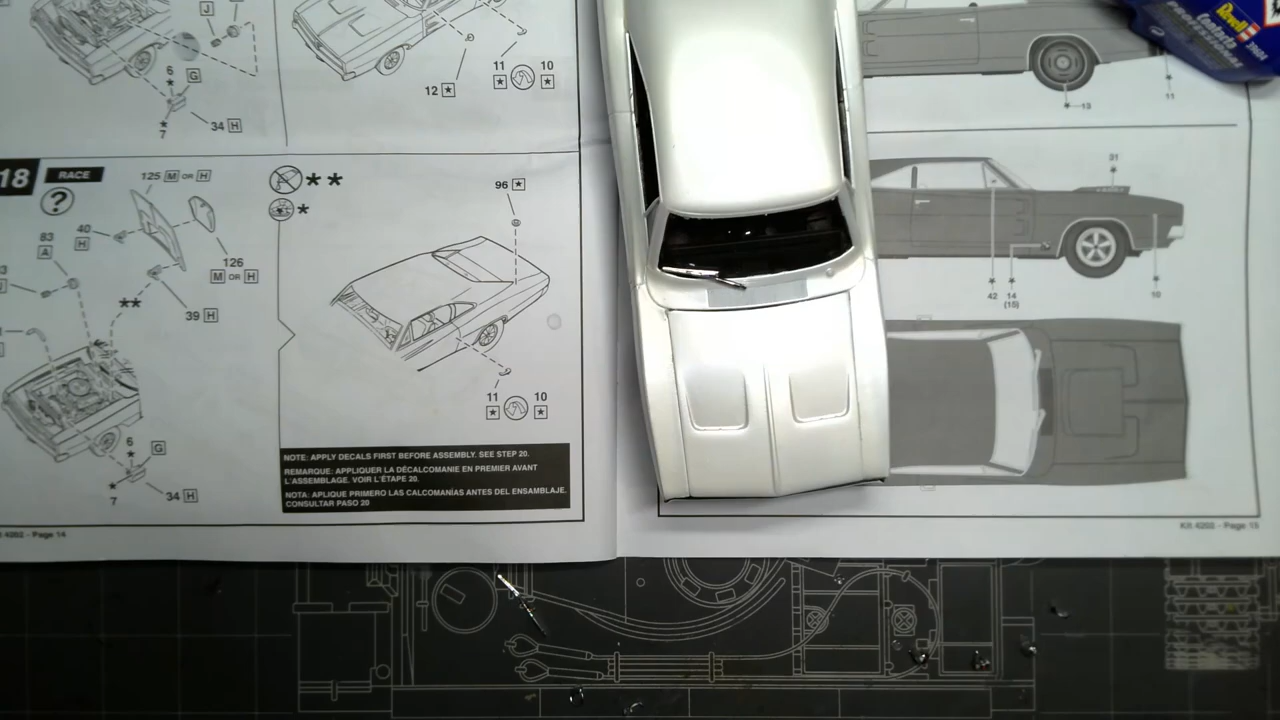 J
6
G
7
34 H
12 ★
11 ★
10 ★
18
RACE
?
125 M OR H
40
H
83
A
126
M OR H
39 H
**
6
G
7
34 H
**
*
96 ★
11 ★
10 ★
NOTE: APPLY DECALS FIRST BEFORE ASSEMBLY. SEE STEP 20.
REMARQUE: APPLIQUER LA DÉCALCOMANIE EN PREMIER AVANT
L'ASSEMBLAGE. VOIR L'ÉTAPE 20.
NOTA: APLIQUE PRIMERO LAS CALCOMANÍAS ANTES DEL ENSAMBLAJE.
CONSULTAR PASO 20
4202 - Page 14
Revell
Contacta
PROFESSIONAL
13
11
91
42
14
(15)
10
Kit 4202 - Page 15